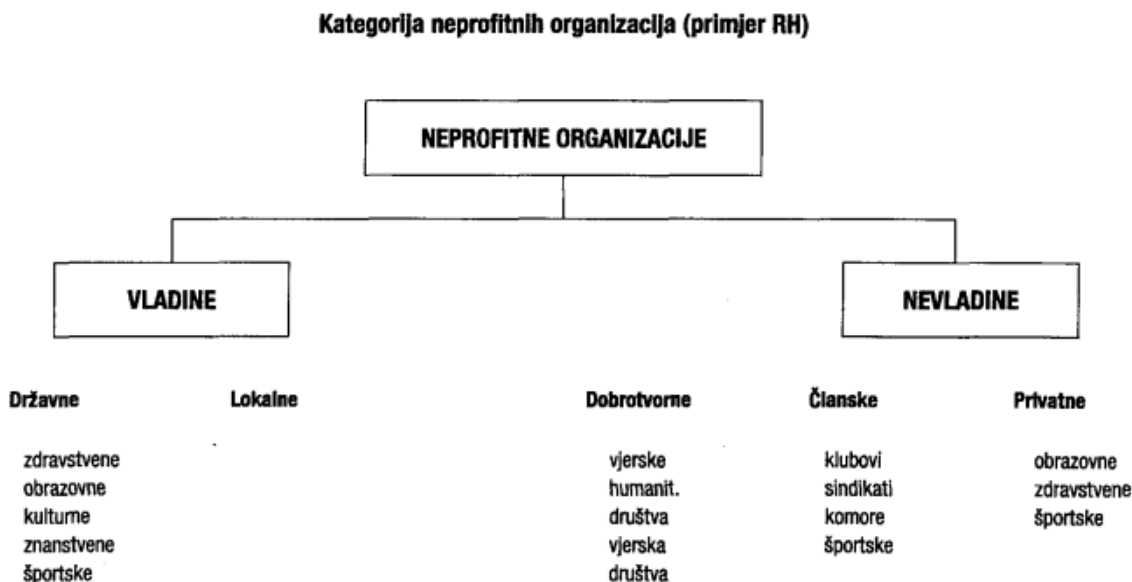 Kategorija neprofitnih organizacija (primjer RH)
NEPROFITNE ORGANIZACIJE
VLADINE
NEVLADINE
Državne
Lokalne
Dobrotvorne
Članske
Privatne
zdravstvene
obrazovne
kulturne
znanstvene
športske
vjerske
humanit.
društva
vjerska
društva
klubovi
sindikati
komore
športske
obrazovne
zdravstvene
športske